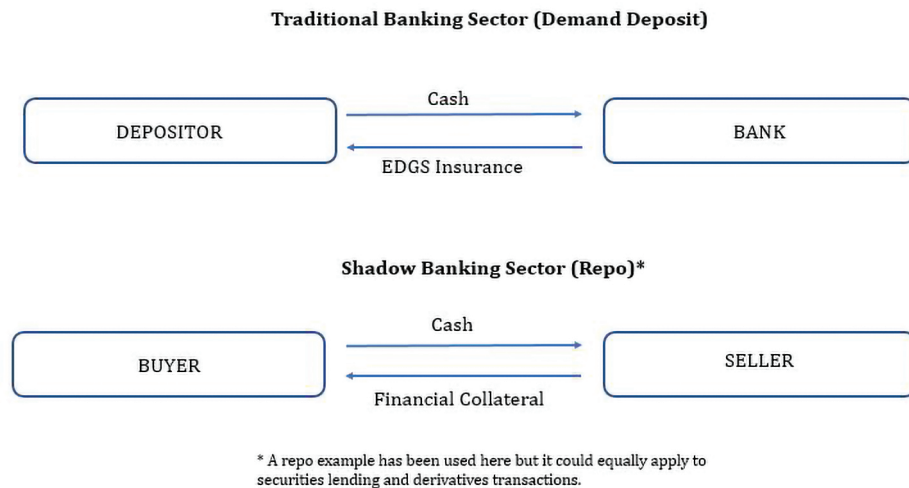 Traditional Banking Sector (Demand Deposit)
Cash
DEPOSITOR
BANK
EDGS Insurance
Shadow Banking Sector (Repo)*
Cash
BUYER
SELLER
Financial Collateral
* A repo example has been used here but it could equally apply to
securities lending and derivatives transactions.